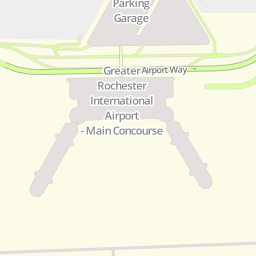 Parking
Garage
Greater
Airport Way →
Rochester
International
Airport
- Main Concourse